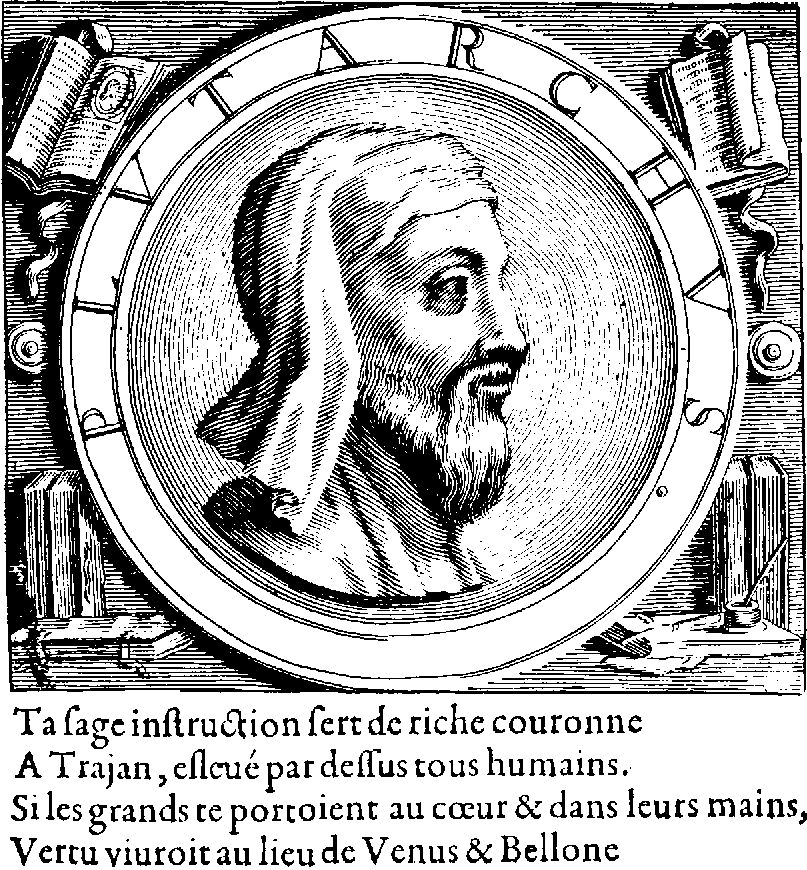 PLVTARCHVS.
Ta ſage inſtruction ſert de riche couronne
A Trajan, eſleué par deſſus tous humains.
Si les grands te portoient au cœur & dans leurs mains,
Vertu viuroit au lieu de Venus & Bellone